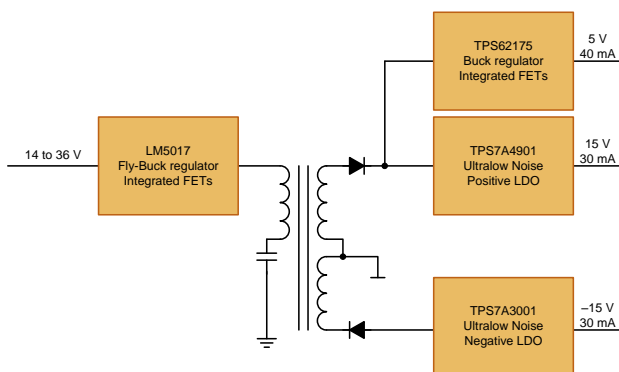 TPS62175
Buck regulator
Integrated FETs
5 V
40 mA
14 to 36 V
LM5017
Fly-Buck regulator
Integrated FETs
TPS7A4901
Ultralow Noise
Positive LDO
15 V
30 mA
TPS7A3001
Ultralow Noise
Negative LDO
–15 V
30 mA